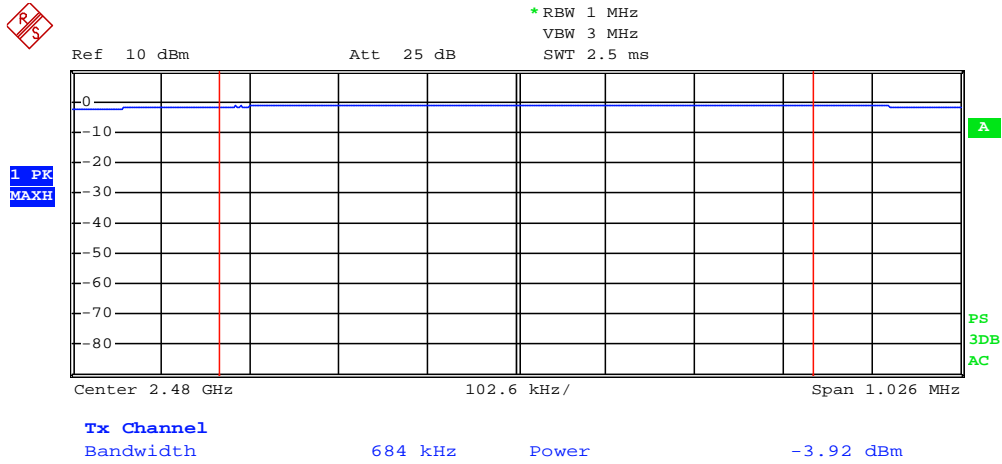 R S
* RBW 1 MHz
VBW 3 MHz
Ref 10 dBm Att 25 dB SWT 2.5 ms
0
-10
A
-20
1 PK
MAXH
-30
-40
-50
-60
-70
PS
-80
3DB
AC
Center 2.48 GHz 102.6 kHz/ Span 1.026 MHz
Tx Channel
Bandwidth 684 kHz Power -3.92 dBm